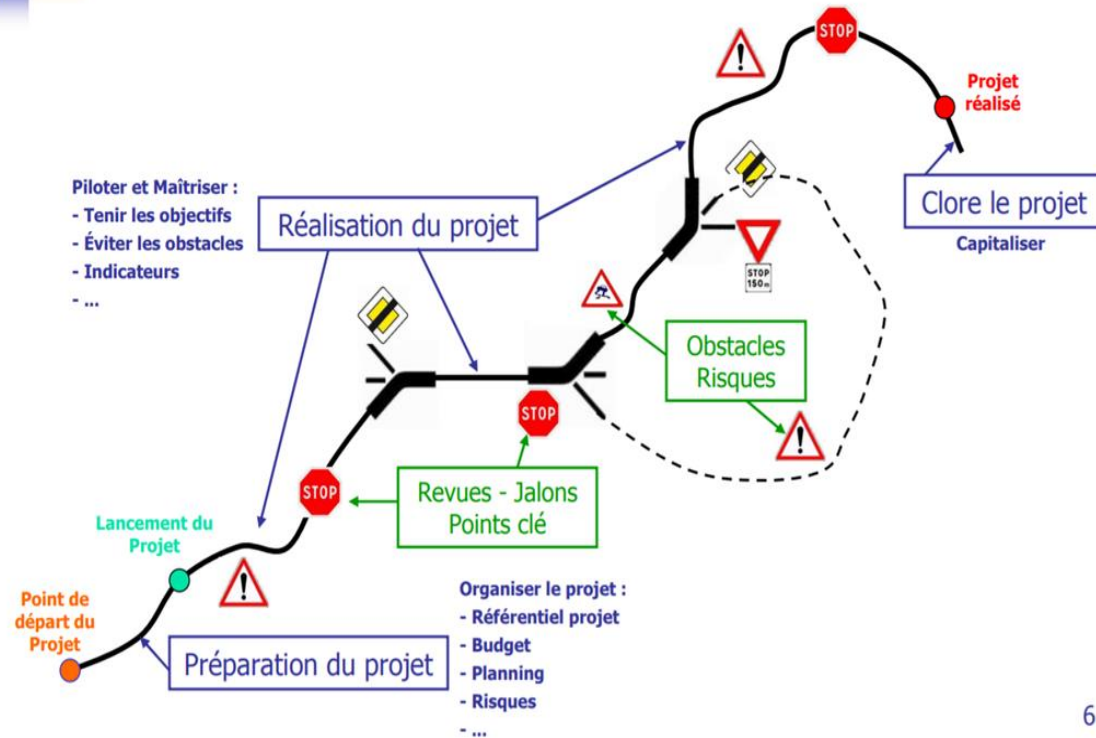 STOP
Projet
réalisé
Clore le projet
Capitaliser
Piloter et Maîtriser :
- Tenir les objectifs
- Éviter les obstacles
- Indicateurs
- ...
Réalisation du projet
STOP
150m
Obstacles
Risques
STOP
STOP
Revues - Jalons
Points clé
Lancement du
Projet
Point de
départ du
Projet
Préparation du projet
Organiser le projet :
- Référentiel projet
- Budget
- Planning
- Risques
- ...
6